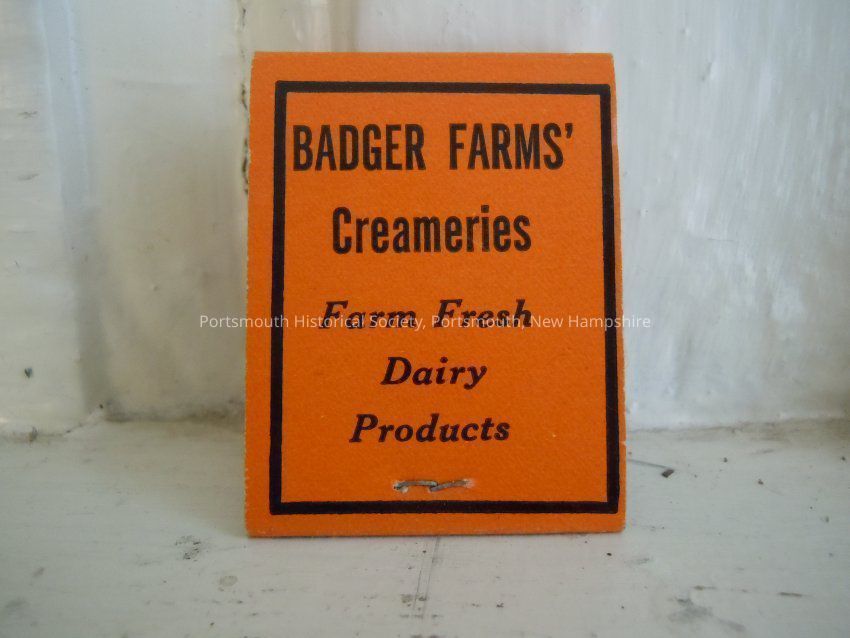 BADGER FARMS'
Creameries
Farm Fresh
Portsmouth Historical Society, Portsmouth, New Hampshire
Dairy
Products